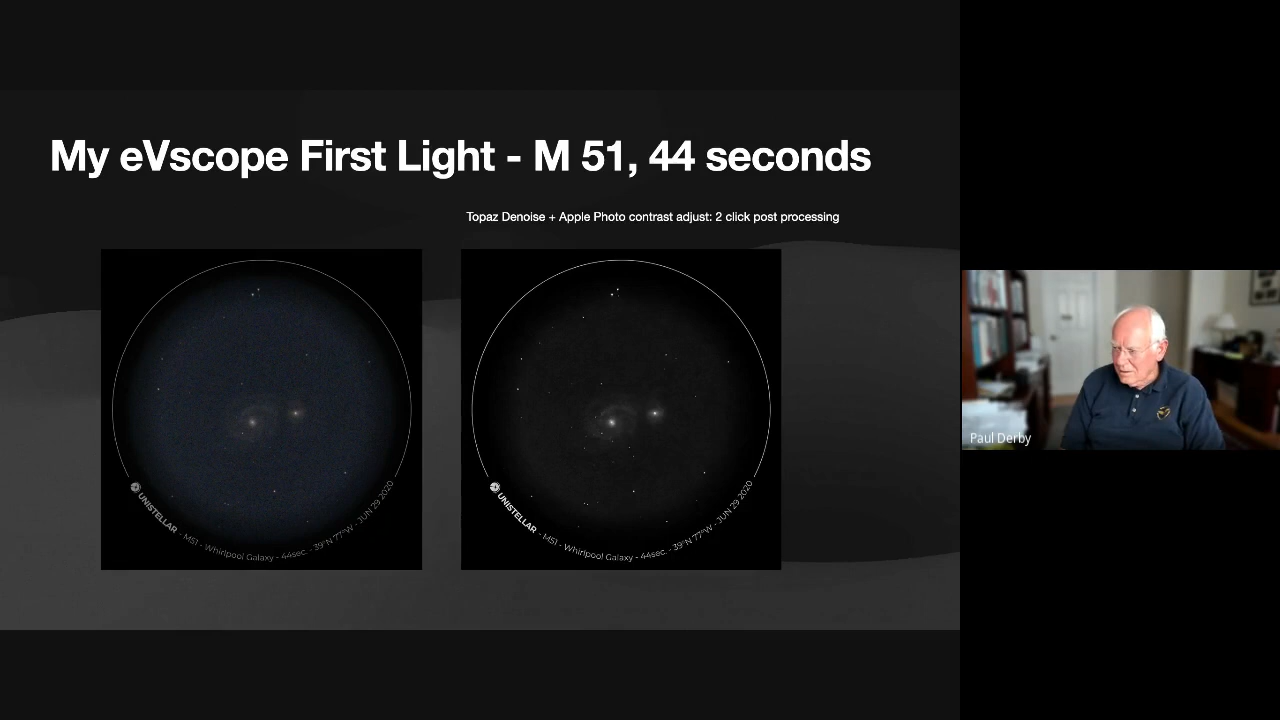 My eVscope First Light - M 51, 44 seconds
Topaz Denoise + Apple Photo contrast adjust: 2 click post processing
UNISTELLAR - M51 - Whirlpool Galaxy - 44sec. - 39°N 77°W - JUN 29 2020
UNISTELLAR - M51 - Whirlpool Galaxy - 44sec. - 39°N 77°W - JUN 29 2020
Paul Derby